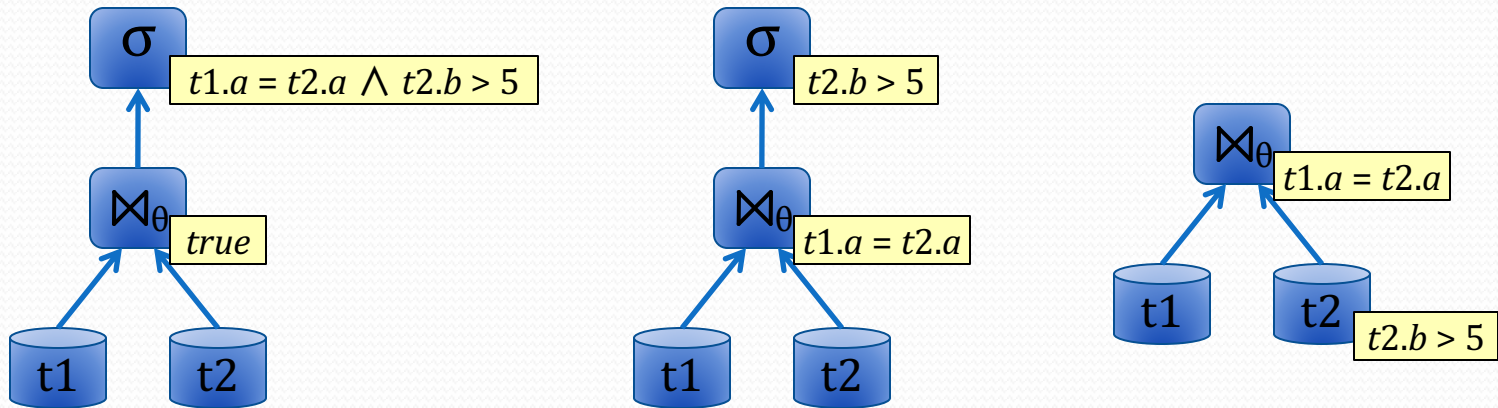 σ
t1.a = t2.a ∧ t2.b > 5
⋈θ
true
t1
t2
σ
t2.b > 5
⋈θ
t1.a = t2.a
t1
t2
⋈θ
t1.a = t2.a
t1
t2
t2.b > 5